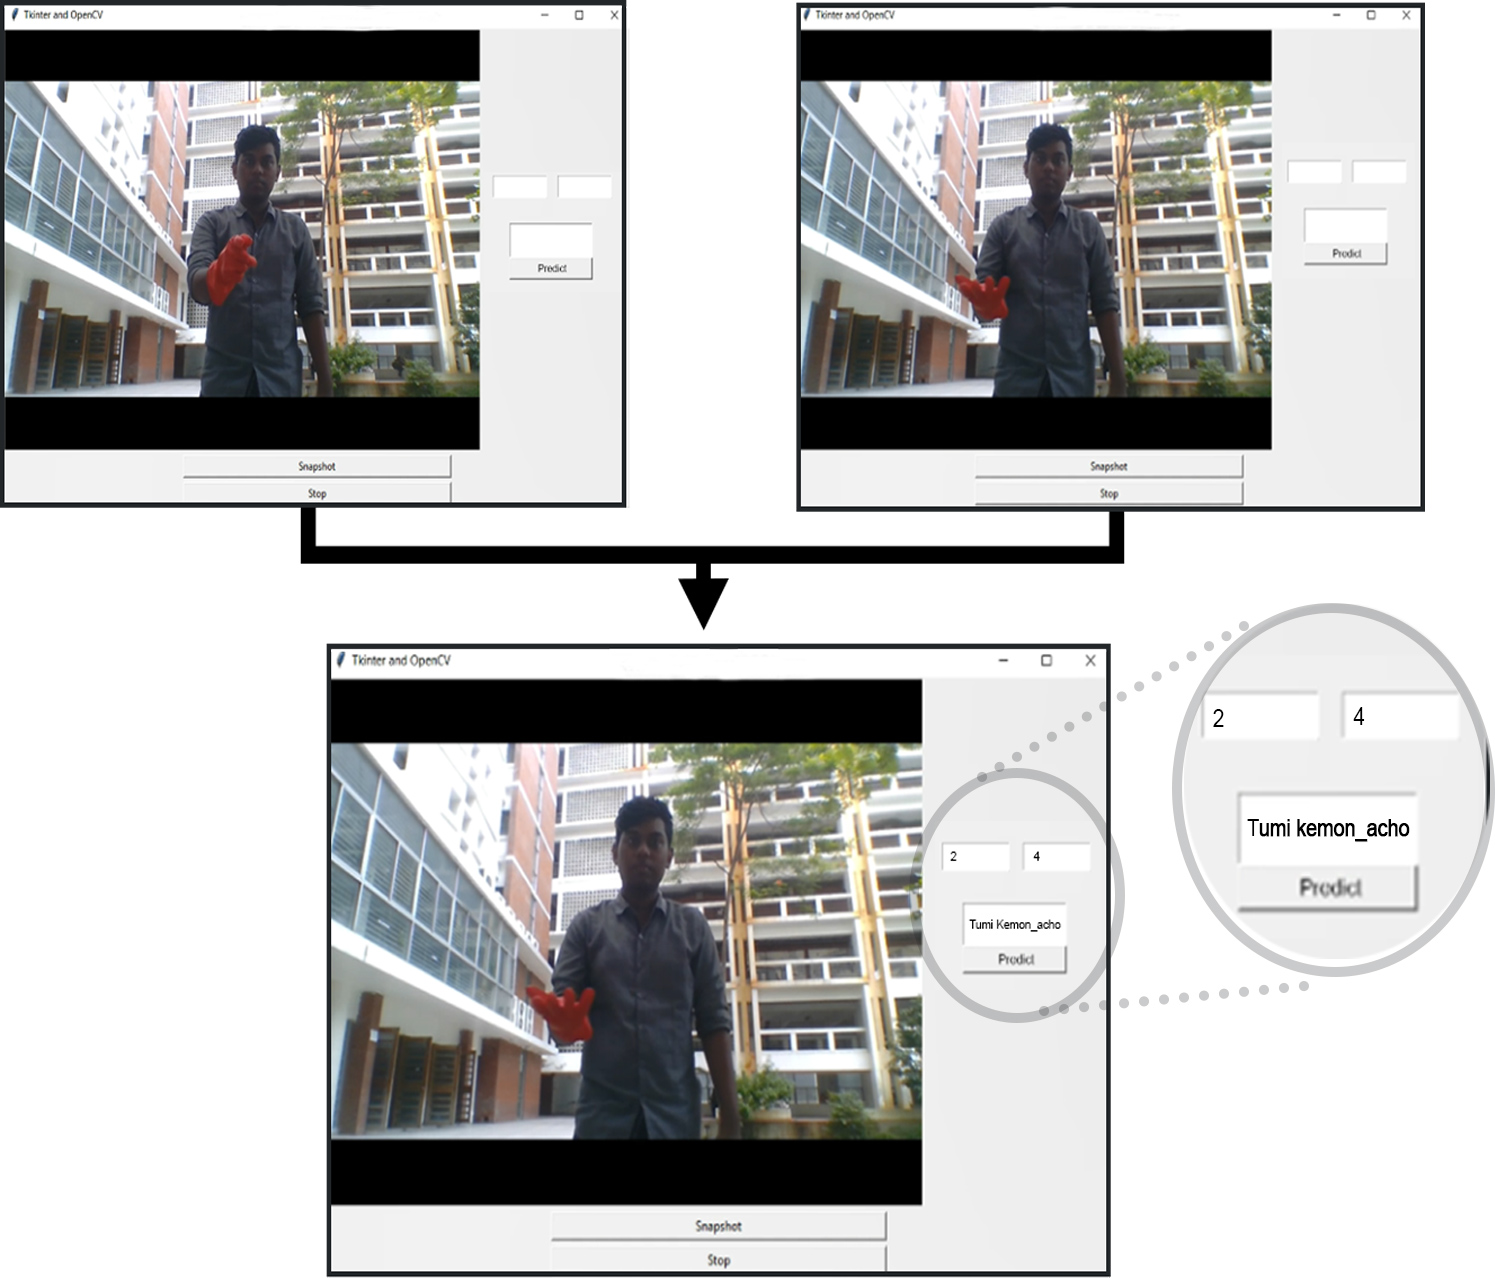 Tkinter and OpenCV
Predict
Snapshot
Stop
Tkinter and OpenCV
Predict
Snapshot
Stop
Tkinter and OpenCV
2 4
Tumi Kemon_acho
Predict
Snapshot
Stop
2 4
Tumi kemon_acho
Predict